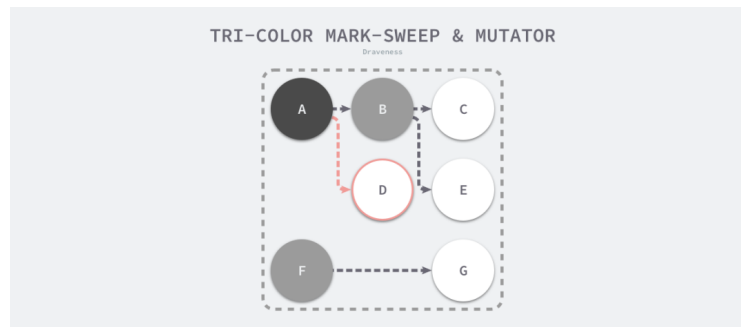 TRI-COLOR MARK-SWEEP & MUTATOR
Draveness
A B C
D E
F G